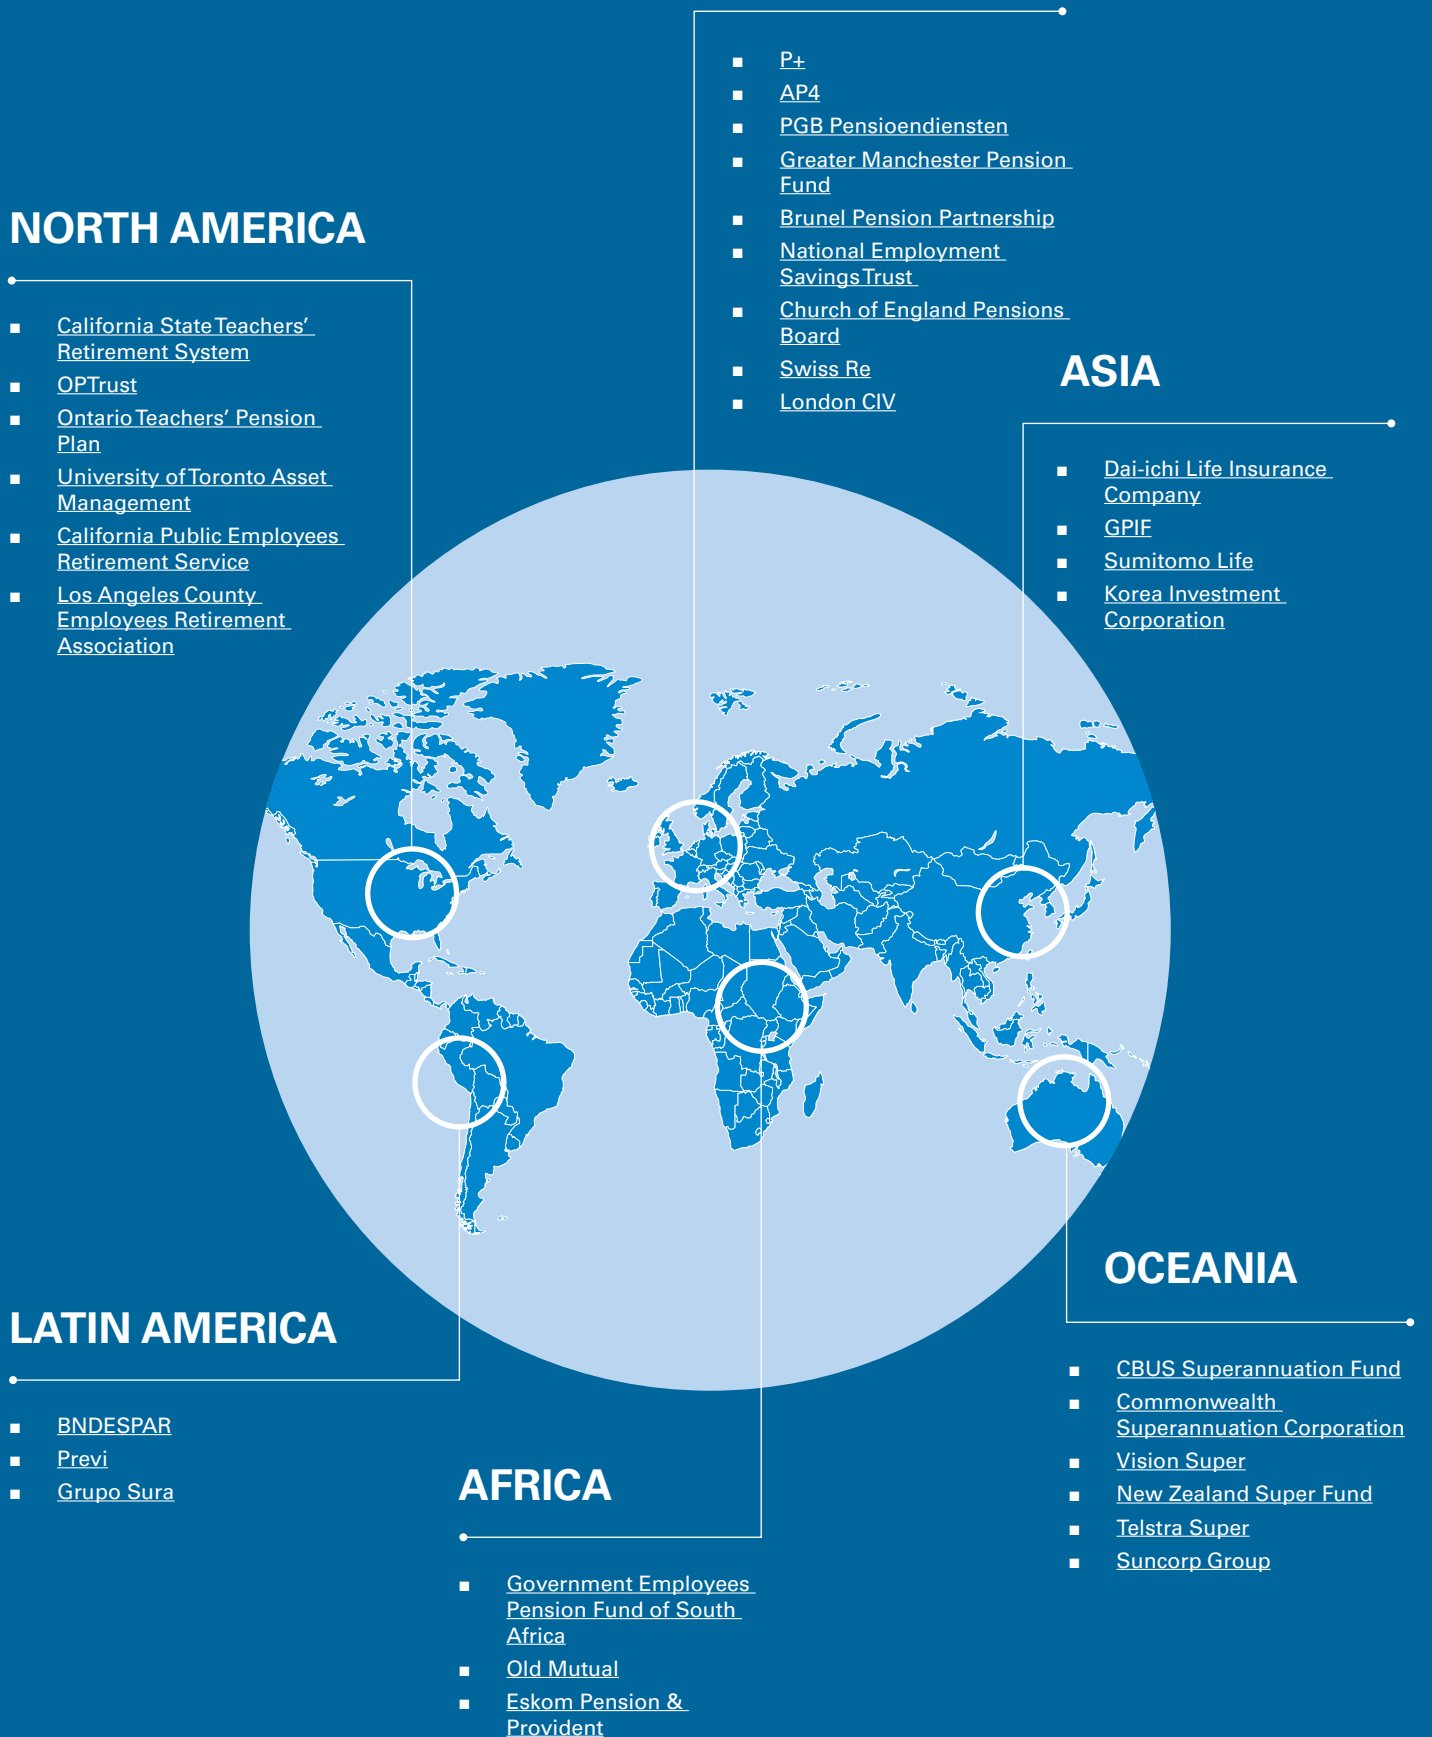 ■ P+
■ AP4
■ PGB Pensioendiensten
■ Greater Manchester Pension
Fund
■ Brunel Pension Partnership
■ National Employment
Savings Trust
■ Church of England Pensions
Board
■ Swiss Re
■ London CIV
NORTH AMERICA
■ California State Teachers’
Retirement System
■ OPTrust
■ Ontario Teachers’ Pension
Plan
■ University of Toronto Asset
Management
■ California Public Employees
Retirement Service
■ Los Angeles County
Employees Retirement
Association
ASIA
■ Dai-ichi Life Insurance
Company
■ GPIF
■ Sumitomo Life
■ Korea Investment
Corporation
OCEANIA
■ CBUS Superannuation Fund
■ Commonwealth
Superannuation Corporation
■ Vision Super
■ New Zealand Super Fund
■ Telstra Super
■ Suncorp Group
LATIN AMERICA
■ BNDESPAR
■ Previ
■ Grupo Sura
AFRICA
■ Government Employees
Pension Fund of South
Africa
■ Old Mutual
■ Eskom Pension &
Provident